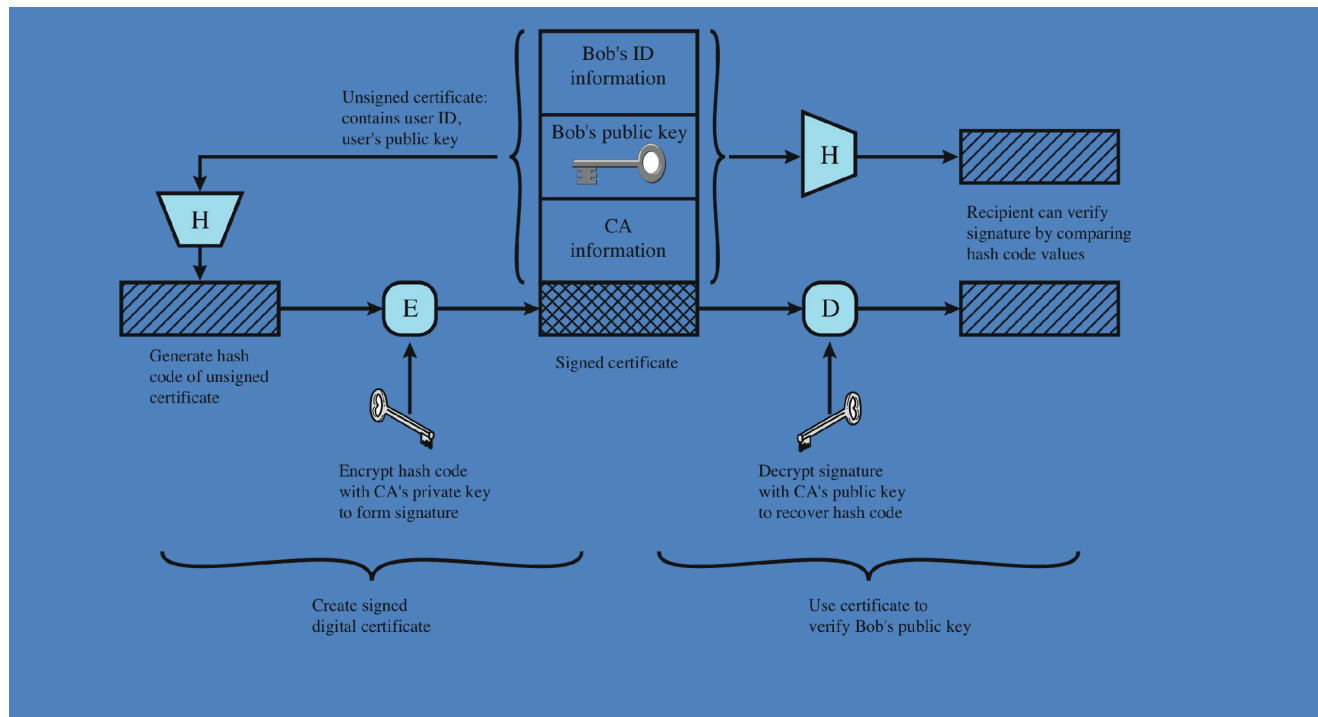 Bob's ID
information
Unsigned certificate:
contains user ID,
user's public key
Bob's public key
H
H
CA
information
Recipient can verify
signature by comparing
hash code values
E
D
Generate hash
code of unsigned
certificate
Signed certificate
Encrypt hash code
with CA's private key
to form signature
Decrypt signature
with CA's public key
to recover hash code
Create signed
digital certificate
Use certificate to
verify Bob's public key